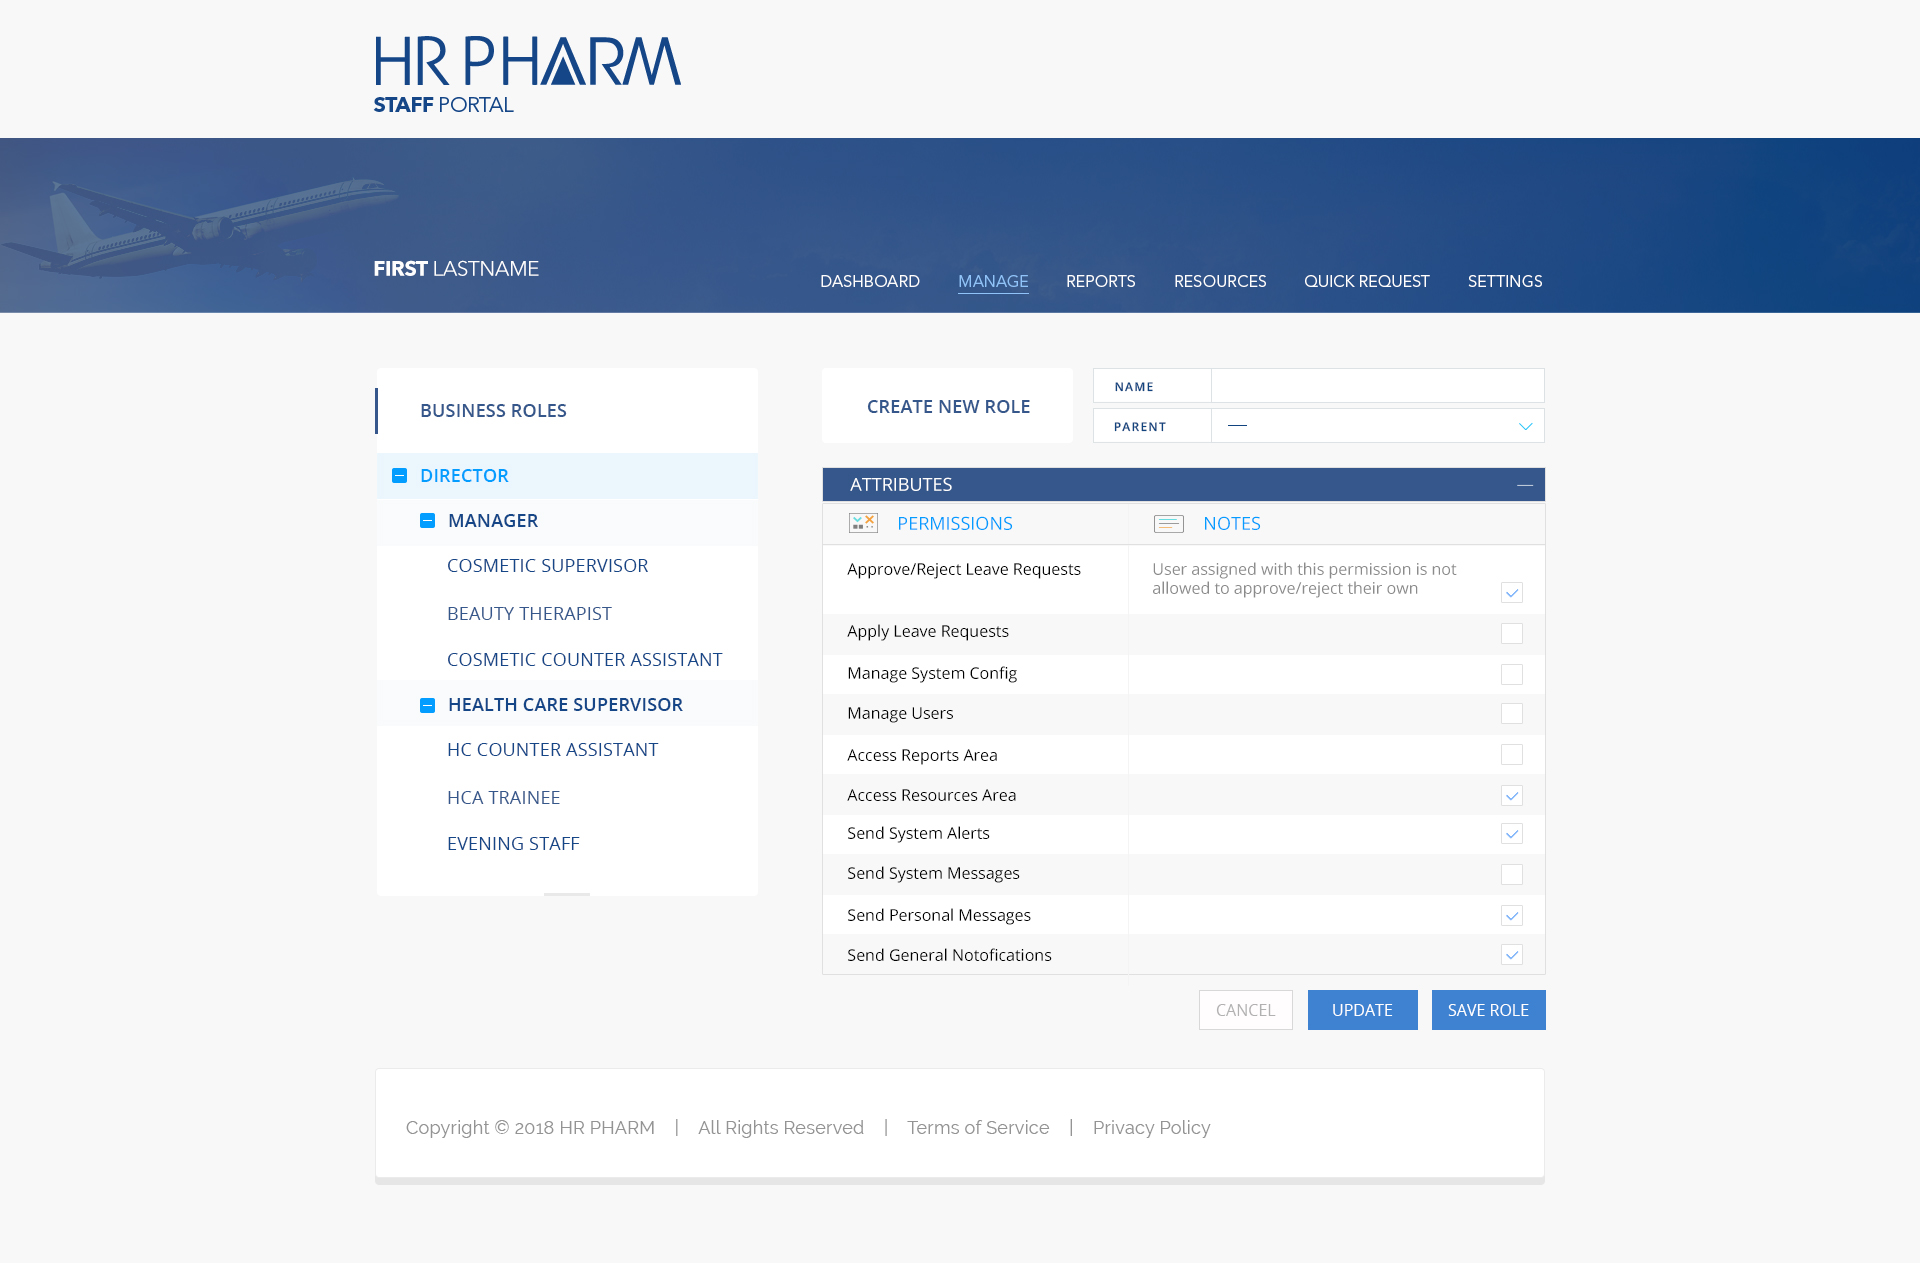 HR PHARM
STAFF PORTAL
FIRST LASTNAME
DASHBOARD MANAGE REPORTS RESOURCES QUICK REQUEST SETTINGS
BUSINESS ROLES
DIRECTOR
MANAGER
COSMETIC SUPERVISOR
BEAUTY THERAPIST
COSMETIC COUNTER ASSISTANT
HEALTH CARE SUPERVISOR
HC COUNTER ASSISTANT
HCA TRAINEE
EVENING STAFF
CREATE NEW ROLE
NAME
PARENT —
ATTRIBUTES
PERMISSIONS NOTES
Approve/Reject Leave Requests
User assigned with this permission is not
allowed to approve/reject their own
Apply Leave Requests
Manage System Config
Manage Users
Access Reports Area
Access Resources Area
Send System Alerts
Send System Messages
Send Personal Messages
Send General Notofications
CANCEL UPDATE SAVE ROLE
Copyright © 2018 HR PHARM | All Rights Reserved | Terms of Service | Privacy Policy